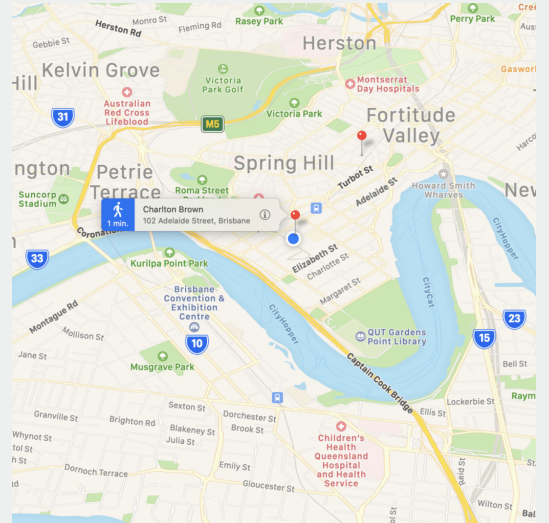 Monro St
Rasey Park
Perry Park
Herston Rd
Fleming Rd
Gebbie St
Herston
Kelvin Grove
Victoria
Park Golf
Montserrat
Day Hospitals
Australian
Red Cross
Lifeblood
Victoria Park
31
M5
Fortitude
Valley
Petrie
Terrace
Spring Hill
Turbot St
Roma Street
Adelaide St
Howard Smith
Wharves
Suncorp
Stadium
1 min.
Charlton Brown
102 Adelaide Street, Brisbane
CityHopper
33
Kurilpa Point Park
Elizabeth St
Charlotte St
Margaret St
CityCat
Brisbane
Convention &
Exhibition
Centre
CityHopper
Montague Rd
Mollison St
10
QUT Gardens
Point Library
23
15
Jane St
Musgrave Park
Captain Cook Bridge
Bell St
Lockerbie St
Ellis St
Sexton St
Dorchester St
Granville St
Brighton Rd
Blakeney St
Brook St
Julia St
Children's
Health
Queensland
Hospital
and Health
Service
Whynot St
Dornoch Terrace
Emily St
Gloucester St
Reid St
Wilton St